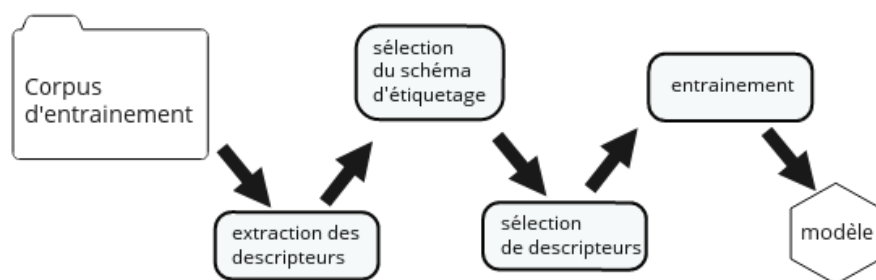 Corpus
d'entrainement
extraction des
descripteurs
sélection
du schéma
d'étiquetage
sélection
de descripteurs
entrainement
modèle